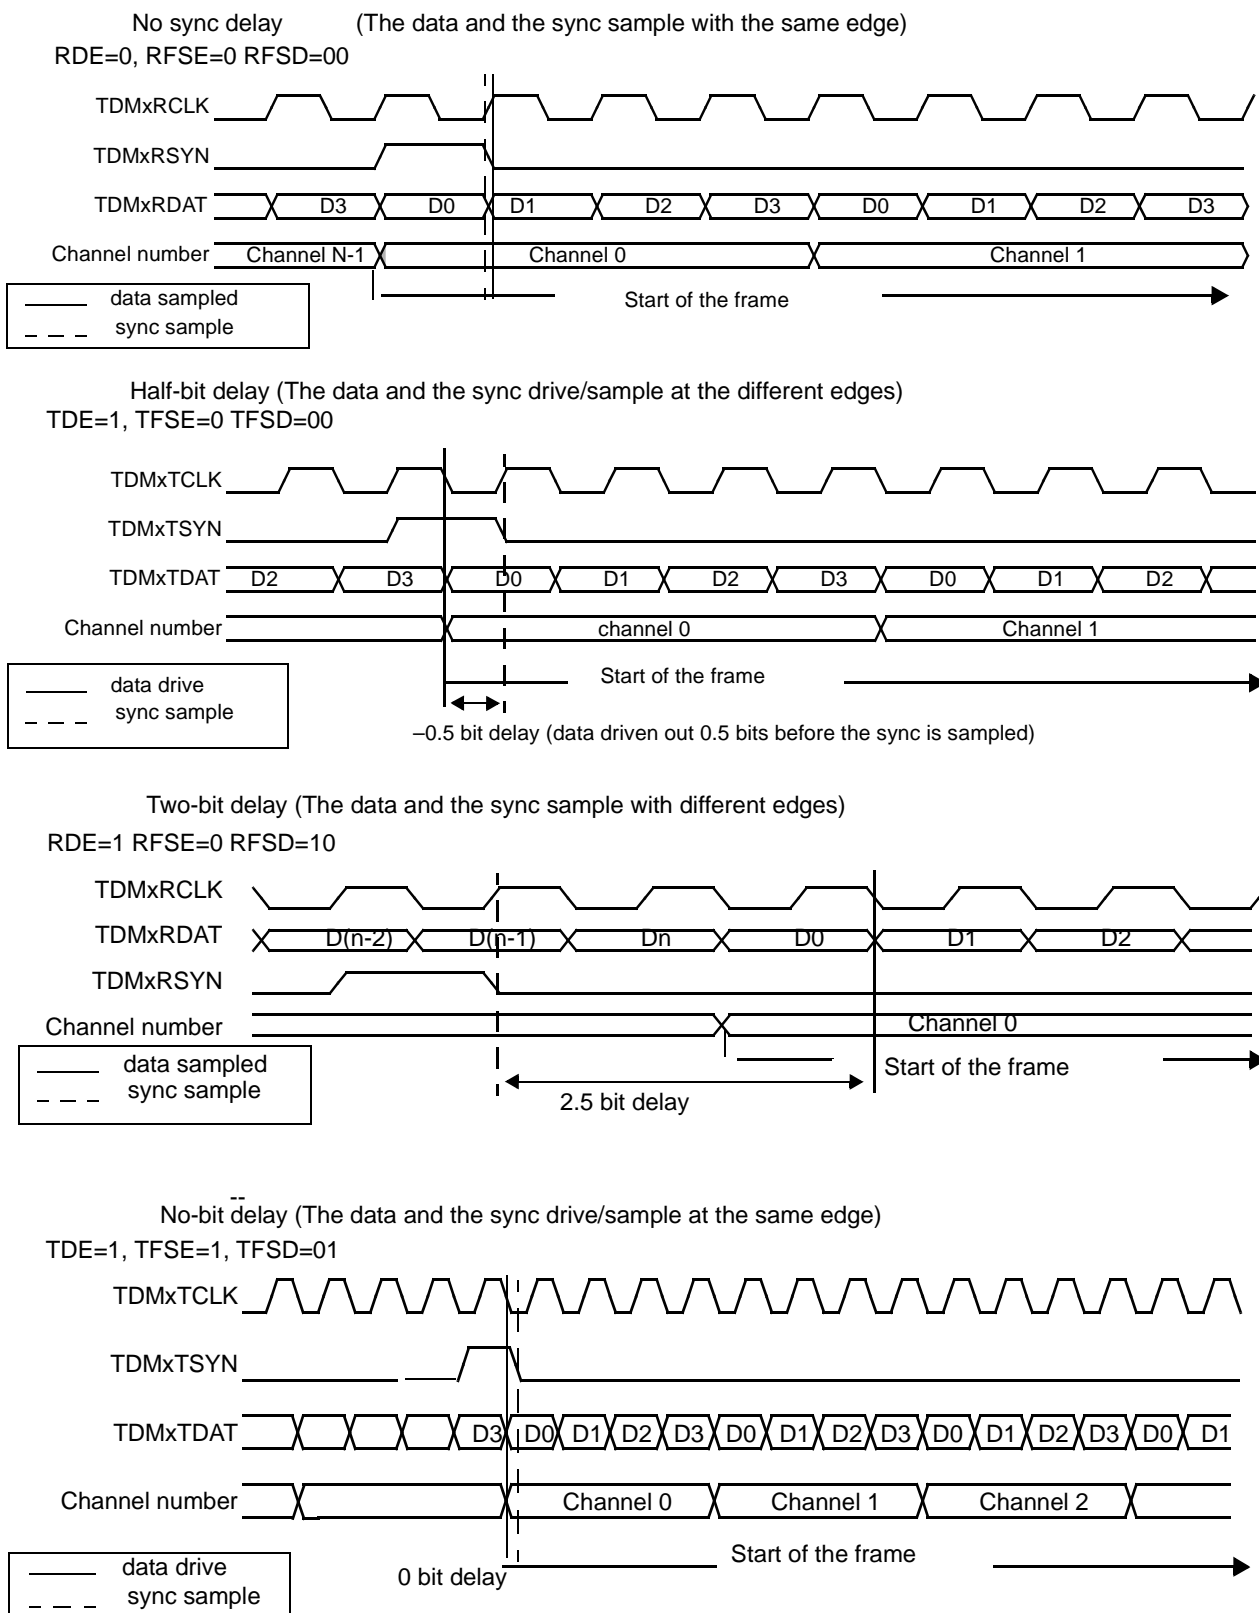 No sync delay (The data and the sync sample with the same edge)
RDE=0, RFSE=0 RFSD=00
TDMxRCLK
TDMxRSYN
TDMxRDAT D3 D0 D1 D2 D3 D0 D1 D2 D3
Channel number Channel N-1 Channel 0 Channel 1
data sampled
sync sample
Start of the frame
Half-bit delay (The data and the sync drive/sample at the different edges)
TDE=1, TFSE=0 TFSD=00
TDMxTCLK
TDMxTSYN
TDMxTDAT D2 D3 D0 D1 D2 D3 D0 D1 D2
Channel number channel 0 Channel 1
data drive
sync sample
Start of the frame
–0.5 bit delay (data driven out 0.5 bits before the sync is sampled)
Two-bit delay (The data and the sync sample with different edges)
RDE=1 RFSE=0 RFSD=10
TDMxRCLK
TDMxRDAT D(n-2) D(n-1) Dn D0 D1 D2
TDMxRSYN
Channel number Channel 0
data sampled
sync sample
Start of the frame
2.5 bit delay
--
No-bit delay (The data and the sync drive/sample at the same edge)
TDE=1, TFSE=1, TFSD=01
TDMxTCLK
TDMxTSYN
TDMxTDAT D3 D0 D1 D2 D3 D0 D1 D2 D3 D0 D1 D2 D3 D0 D1
Channel number Channel 0 Channel 1 Channel 2
data drive
sync sample
0 bit delay
Start of the frame